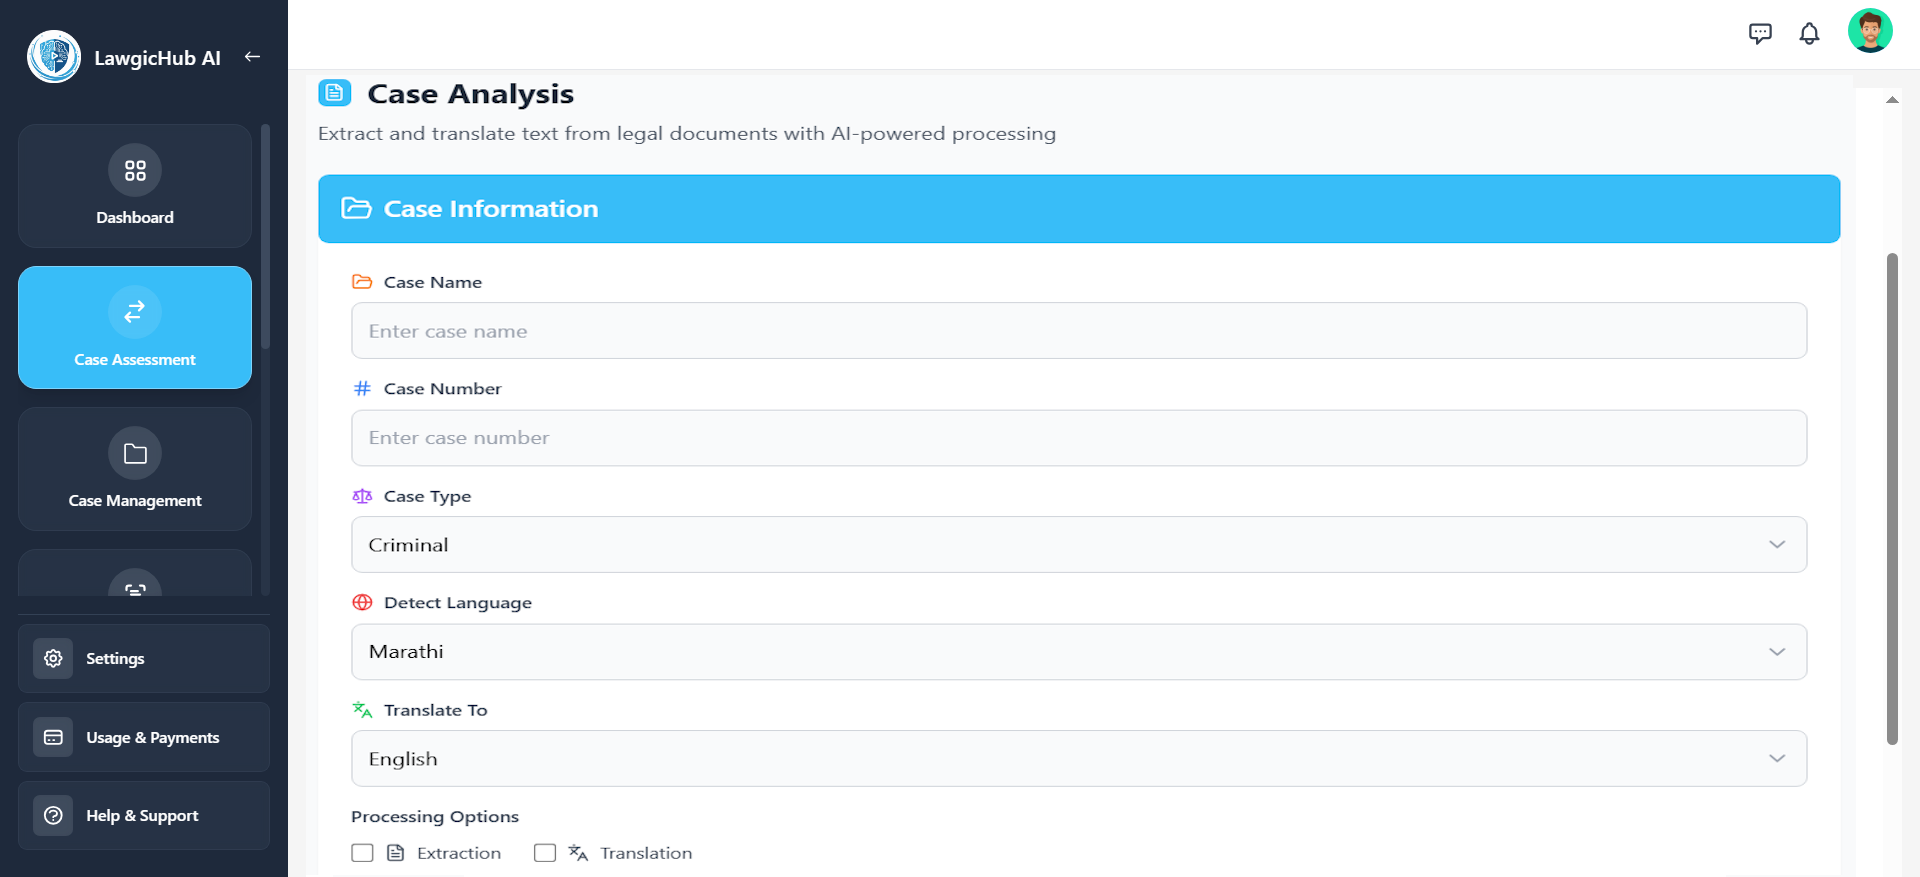 LawgicHub AI
Dashboard
Case Assessment
Case Management
Settings
Usage & Payments
Help & Support
Case Analysis
Extract and translate text from legal documents with AI-powered processing
Case Information
Case Name
Enter case name
Case Number
Enter case number
Case Type
Criminal
Detect Language
Marathi
Translate To
English
Processing Options
Extraction
Translation